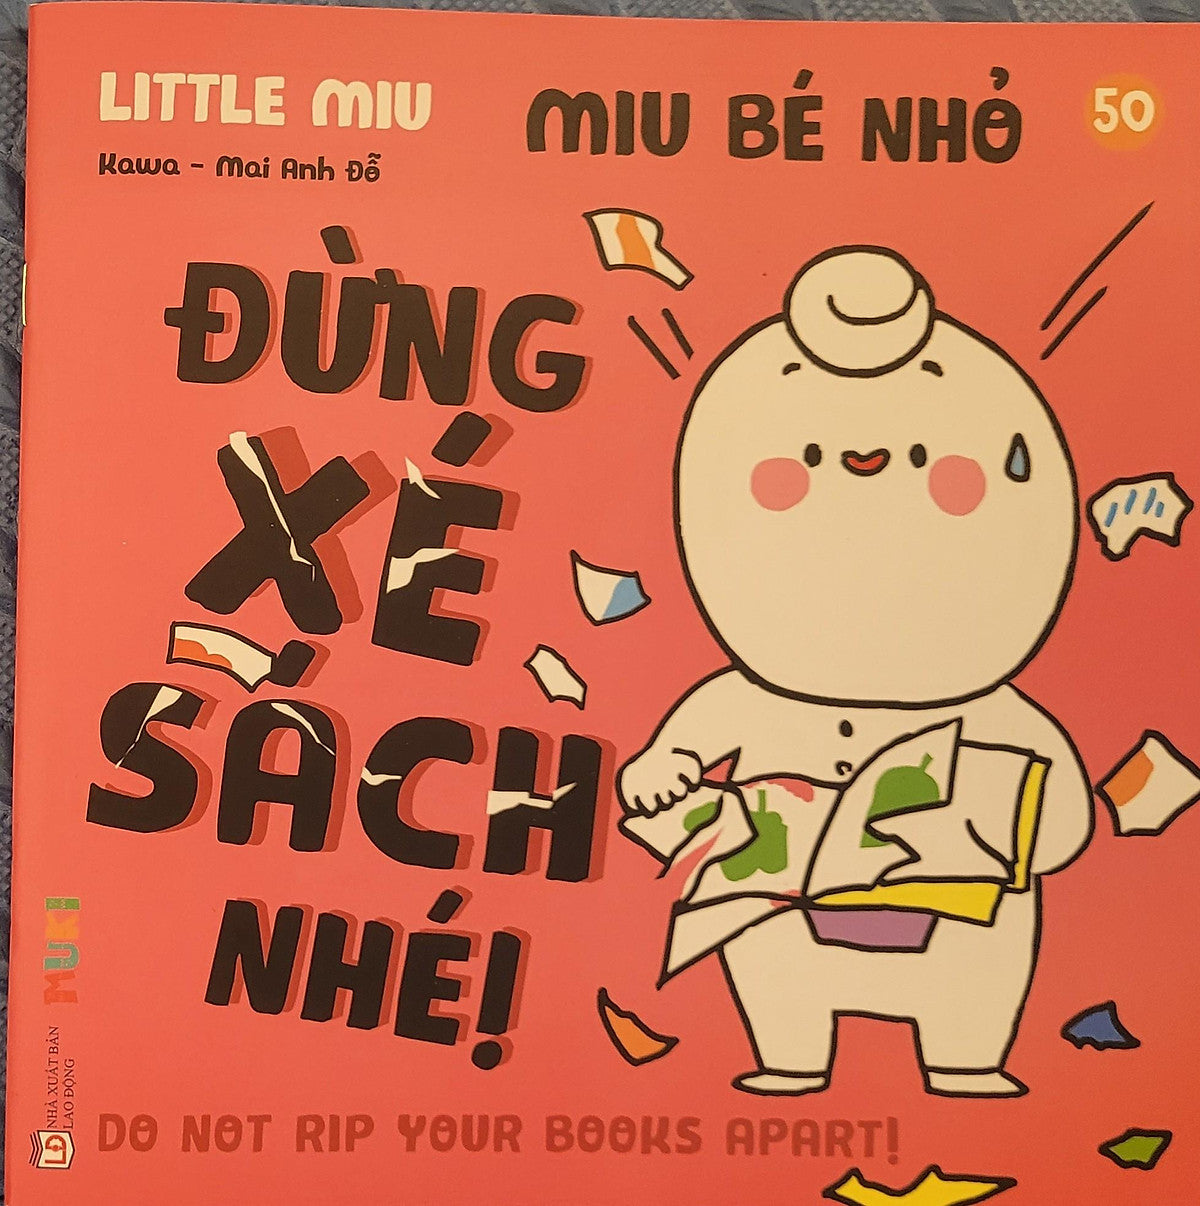 LITTLE MIU
Kawa - Mai Anh Đỗ
MIU BÉ NHỎ
50
ĐỪNG
XÉ
SÁCH
NHÉ!
MUKI
NHÀ XUẤT BẢN
LAO ĐỘNG
LĐ
DO NOT RIP YOUR BOOKS APART!